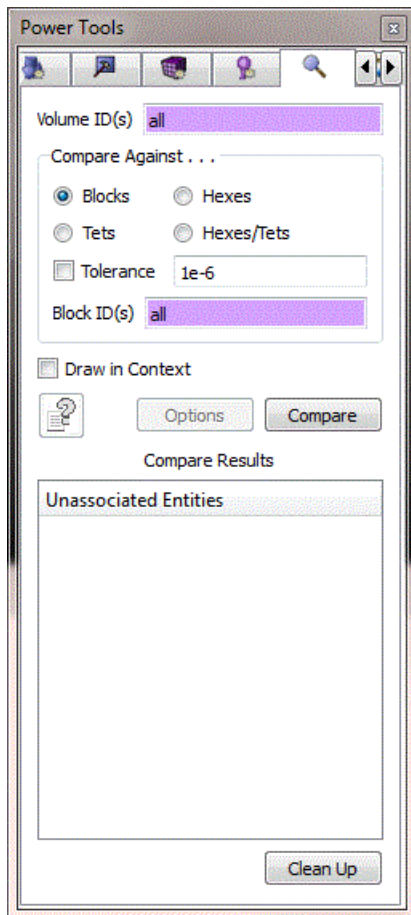 Power Tools
Volume ID(s) all
Compare Against . . .
Blocks Hexes
Tets Hexes/Tets
Tolerance 1e-6
Block ID(s) all
Draw in Context
Options Compare
Compare Results
Unassociated Entities
Clean Up